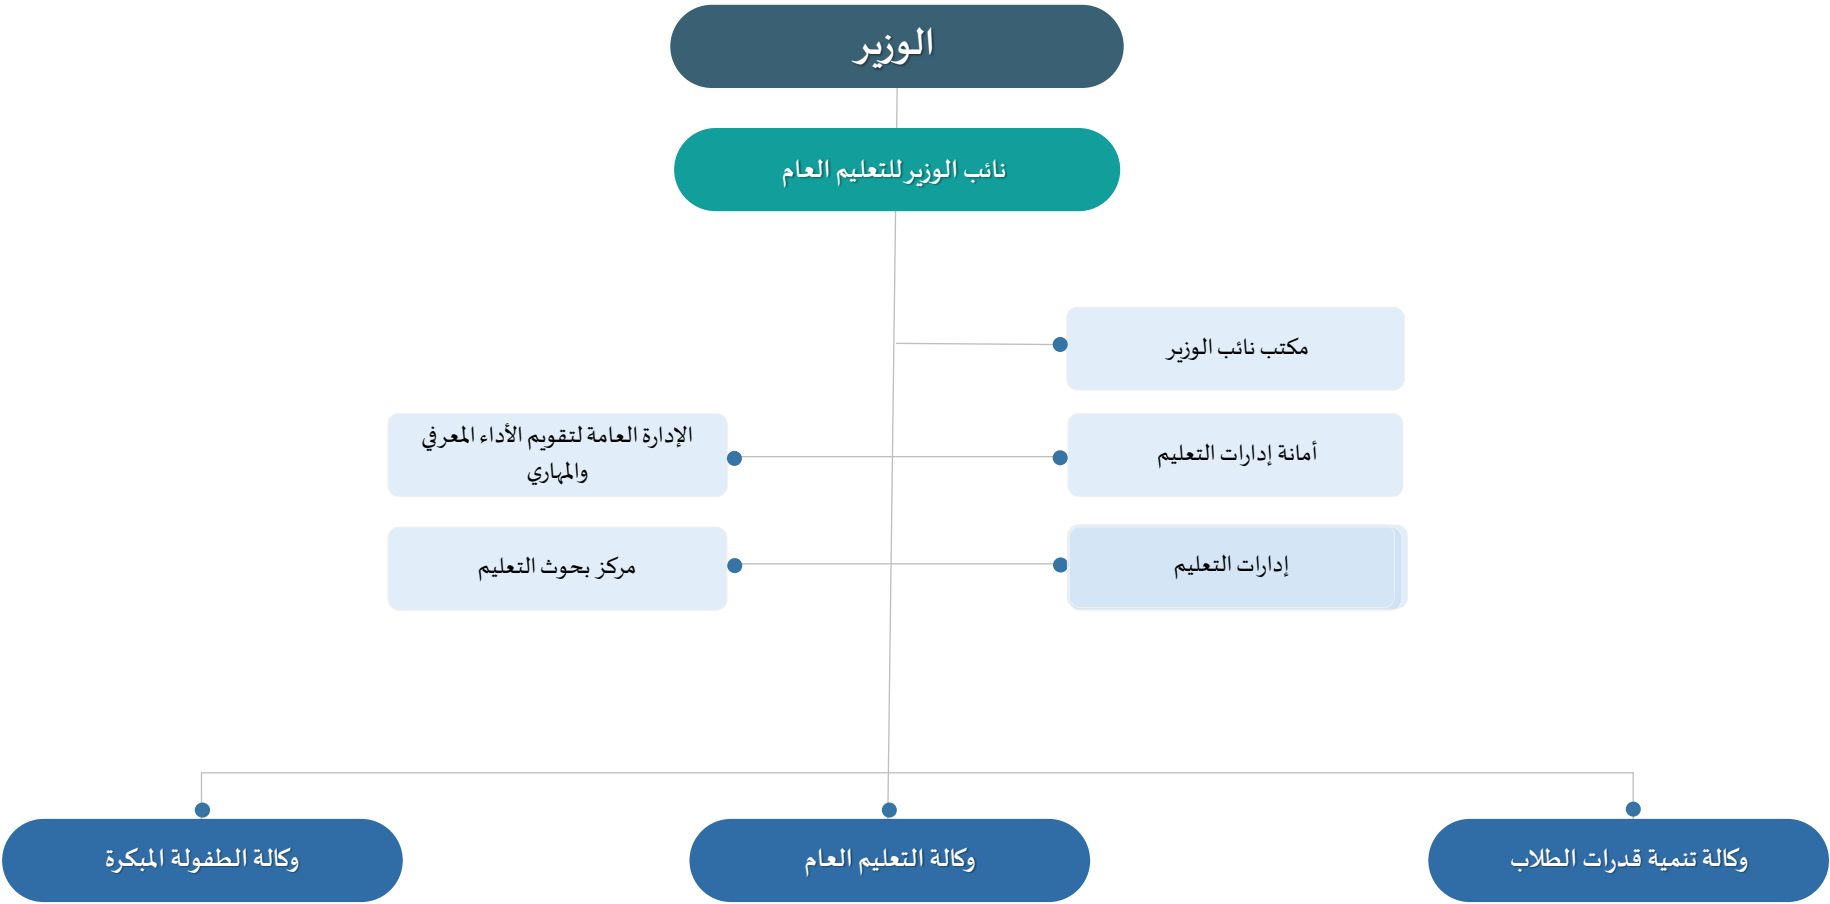 الوزير
نائب الوزير للتعليم العام
مكتب نائب الوزير
أمانة إدارات التعليم
الإدارة العامة لتقويم الأداء المعرفي
والمهاري
إدارات التعليم
مركز بحوث التعليم
وكالة تنمية قدرات الطلاب
وكالة التعليم العام
وكالة الطفولة المبكرة